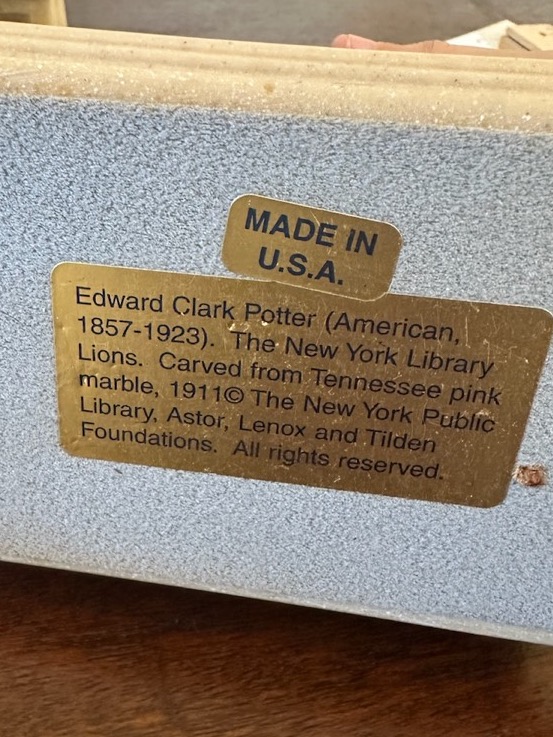 MADE IN
U.S.A.
Edward Clark Potter (American,
1857-1923).  The New York Library
Lions.  Carved from Tennessee pink
marble, 1911© The New York Public
Library, Astor, Lenox and Tilden
Foundations.  All rights reserved.